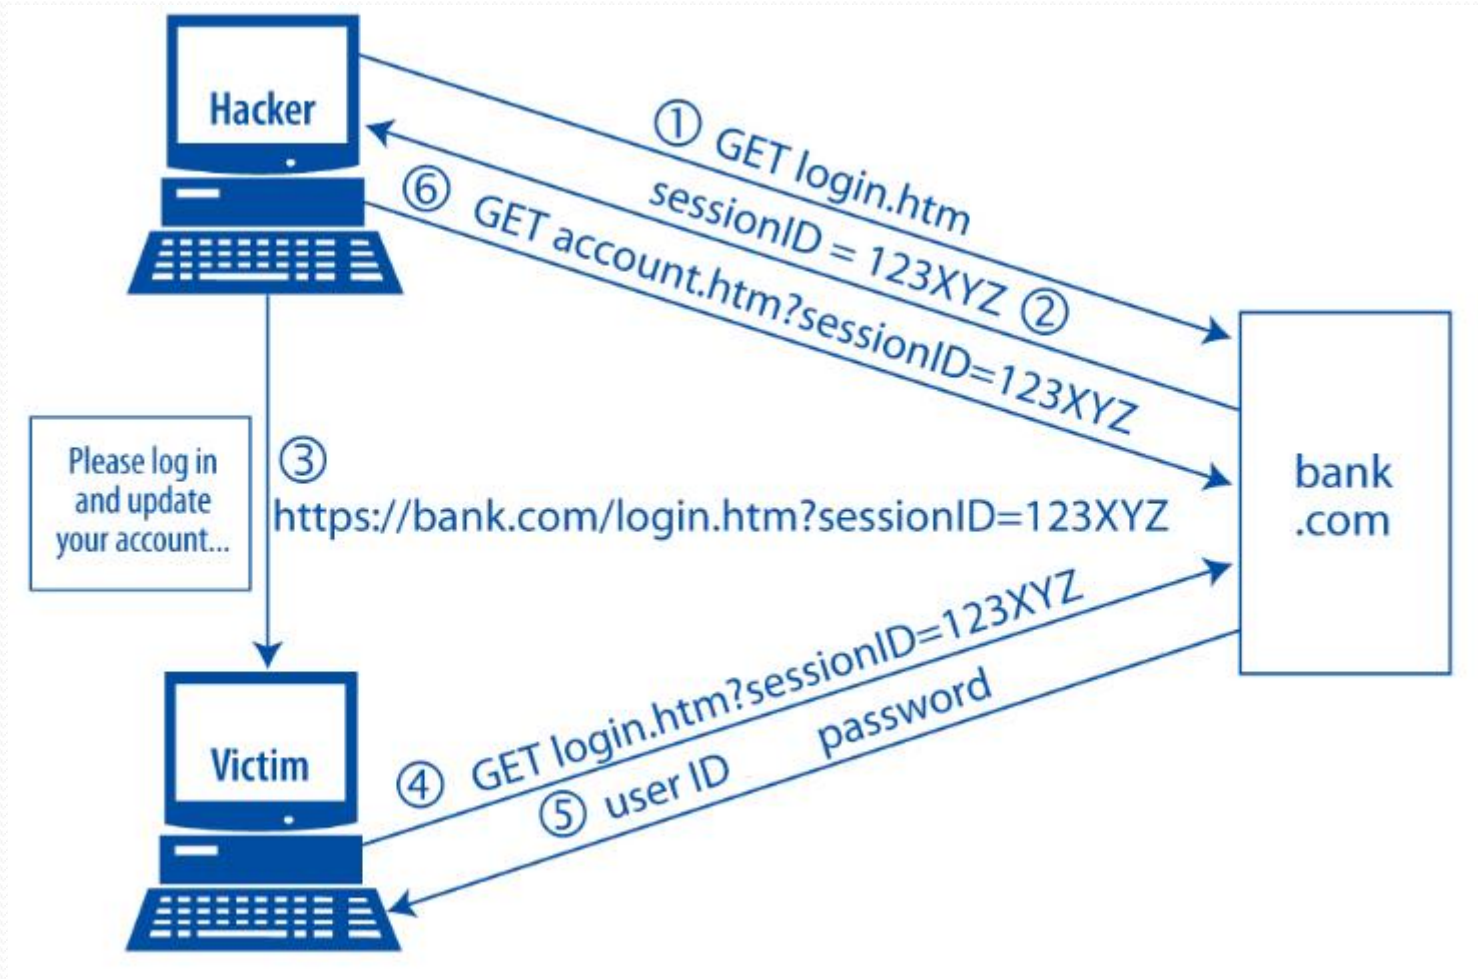 Hacker
① GET login.htm
sessionID = 123XYZ ②
⑥ GET account.htm?sessionID=123XYZ
Please log in
and update
your account...
③
https://bank.com/login.htm?sessionID=123XYZ
bank
.com
Victim
④ GET login.htm?sessionID=123XYZ
⑤ user ID password